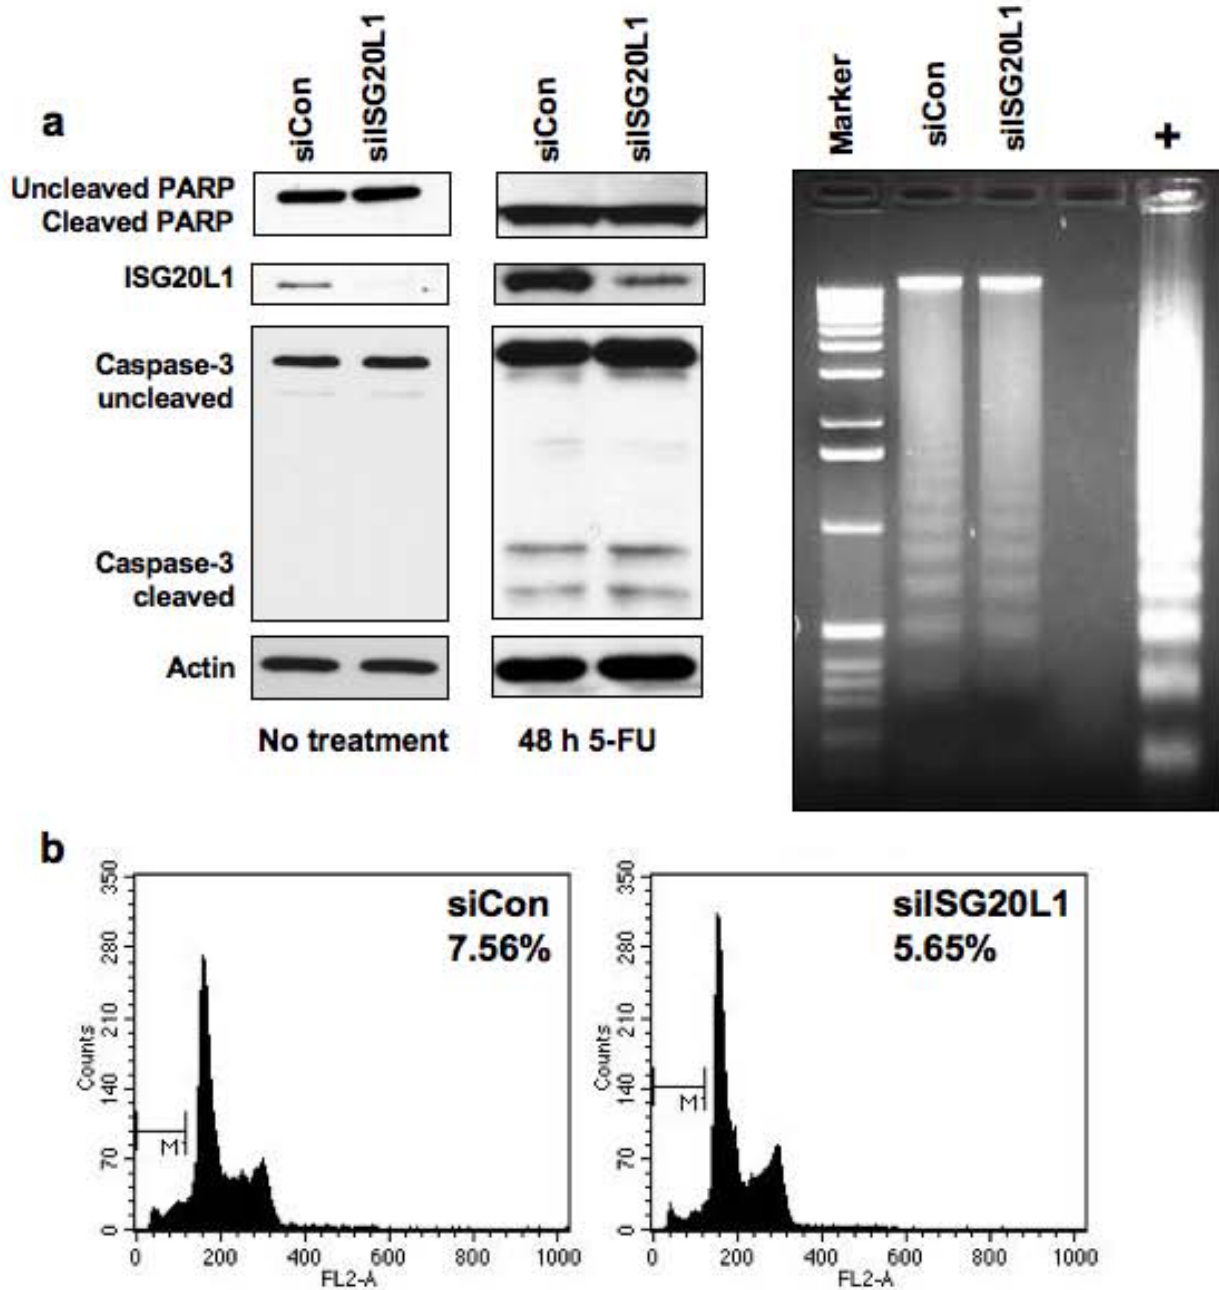 a
siCon
siISG20L1
siCon
siISG20L1
Marker
siCon
siISG20L1
+
Uncleaved PARP
Cleaved PARP
ISG20L1
Caspase-3
uncleaved
Caspase-3
cleaved
Actin
No treatment
48 h 5-FU
b
siCon
7.56%
Counts
0 70 140 210 280 350
M1
0 200 400 600 800 1000
FL2-A
siISG20L1
5.65%
Counts
0 70 140 210 280 350
M1
0 200 400 600 800 1000
FL2-A